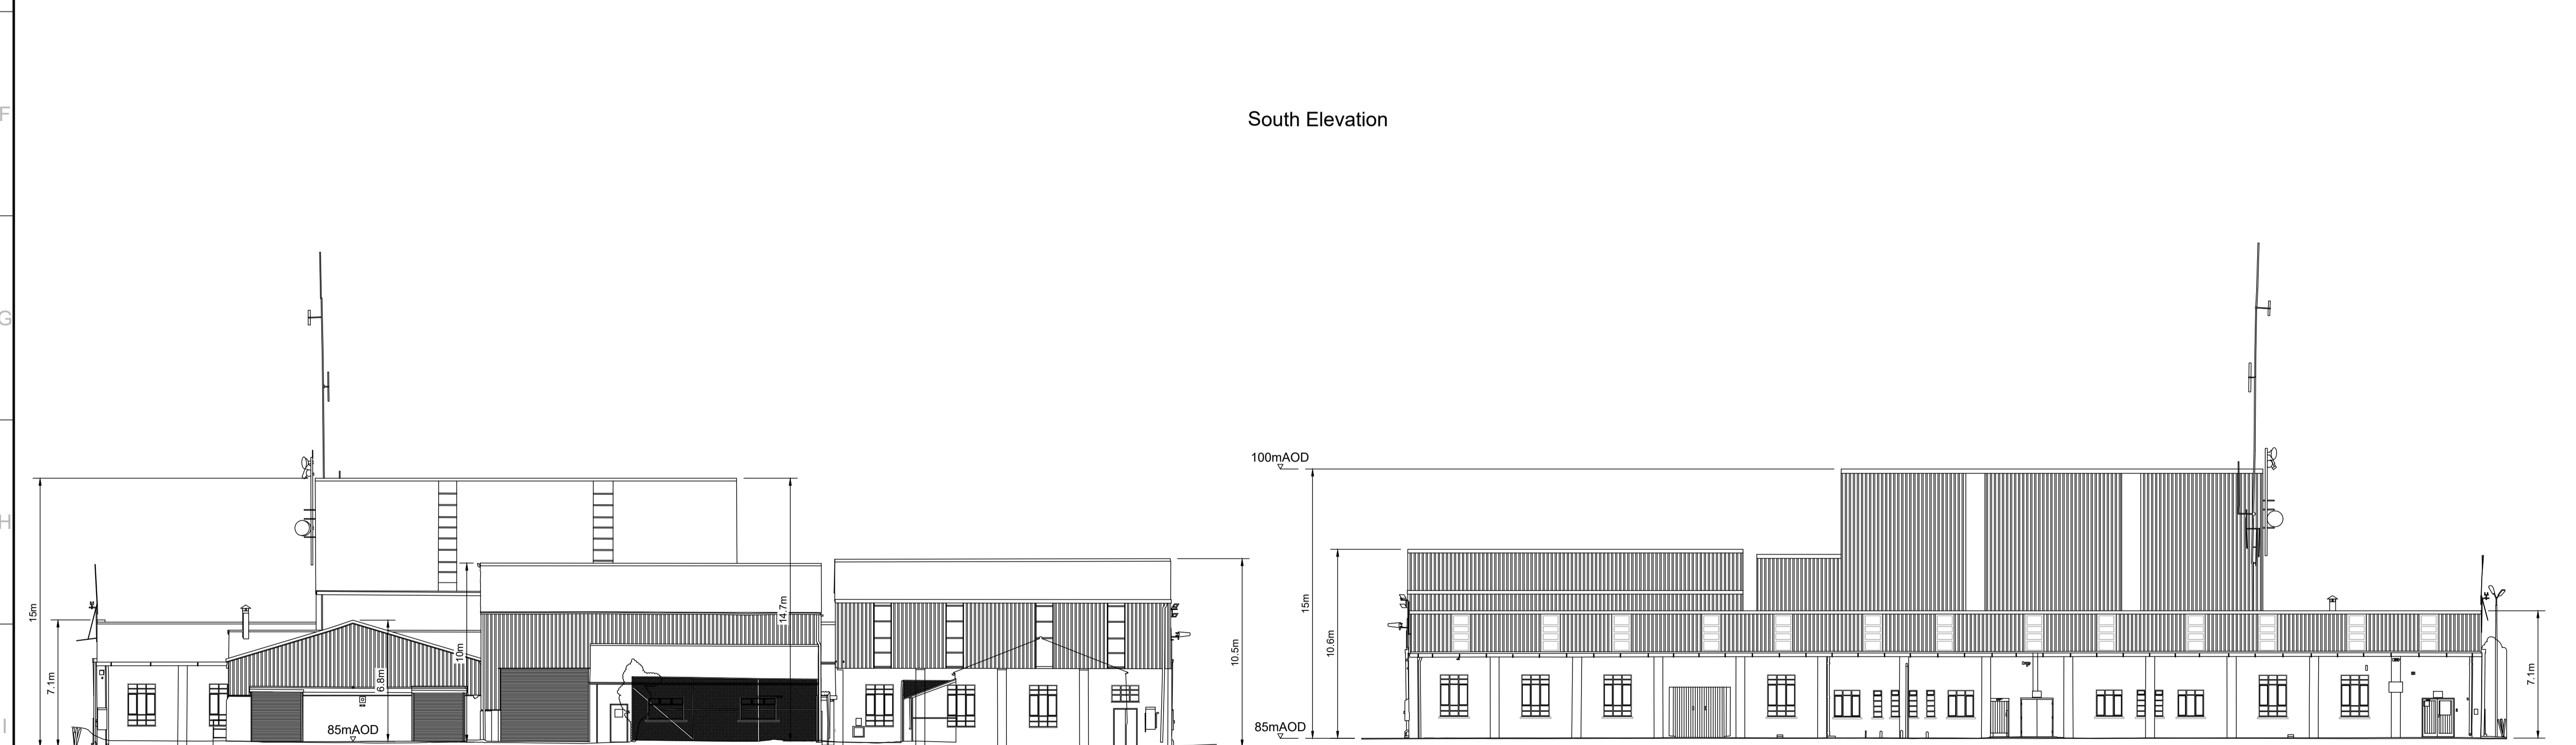 F
South Elevation
G
100mAOD
H
15m
7.1m
6.8m
10m
14.7m
10.5m
15m
10.6m
7.1m
85mAOD
85mAOD
I